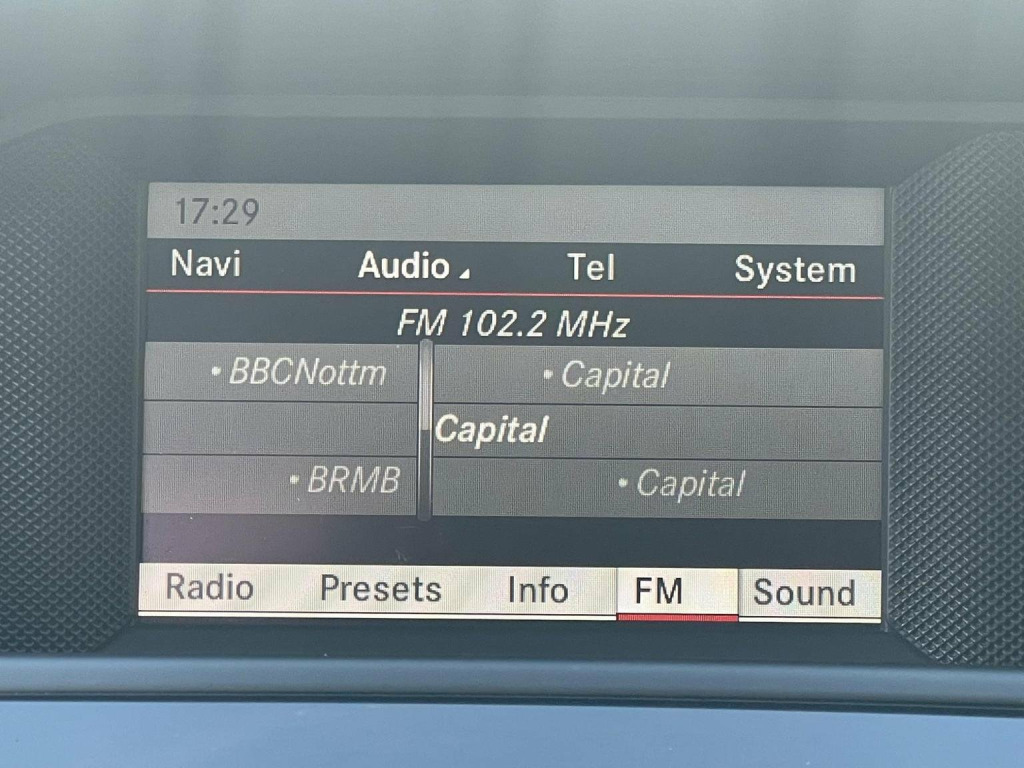 17:29
Navi Audio Tel System
FM 102.2 MHz
• BBCNottm • Capital
Capital
• BRMB • Capital
Radio Presets Info FM Sound